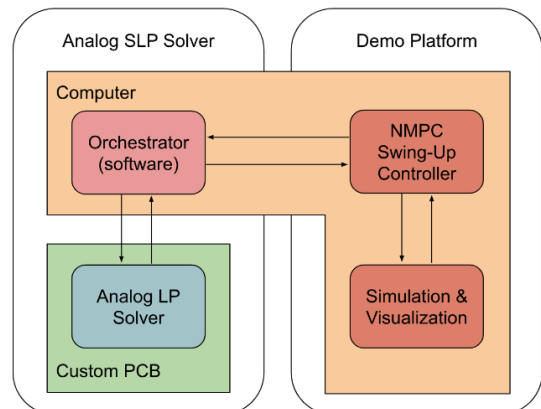 Analog SLP Solver
Demo Platform
Computer
Orchestrator
(software)
NMPC
Swing-Up
Controller
Analog LP
Solver
Simulation &
Visualization
Custom PCB